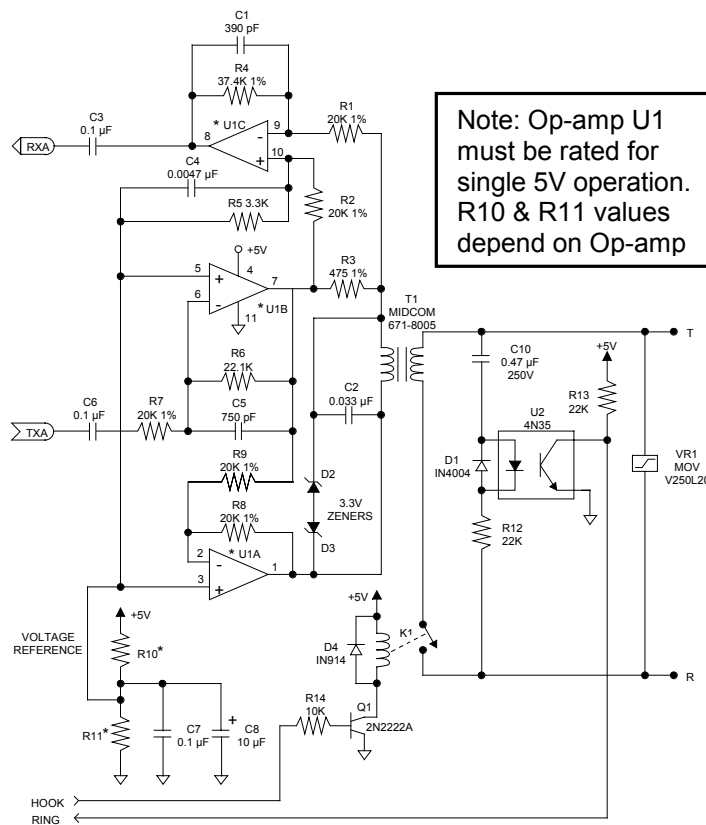 C1
390 pF
R4
37.4K 1%
C3
0.1 µF
RXA
* U1C
8
9
-
+
10
R1
20K 1%
C4
0.0047 µF
R5 3.3K
R2
20K 1%
Note: Op-amp U1
must be rated for
single 5V operation.
R10 & R11 values
depend on Op-amp
+5V
5
+
4
7
6
-
* U1B
11
R3
475 1%
T1
MIDCOM
671-8005
T
R6
22.1K
C6
0.1 µF
R7
20K 1%
C5
750 pF
TXA
C2
0.033 µF
C10
0.47 µF
250V
+5V
R13
22K
U2
4N35
D1
IN4004
VR1
MOV
V250L20
R9
20K 1%
R8
20K 1%
D2
3.3V
ZENERS
D3
R12
22K
2
-
* U1A
3
+
1
+5V
VOLTAGE
REFERENCE
R10*
+5V
D4
IN914
K1
R
R11*
C7
0.1 µF
+
C8
10 µF
R14
10K
Q1
2N2222A
HOOK
RING